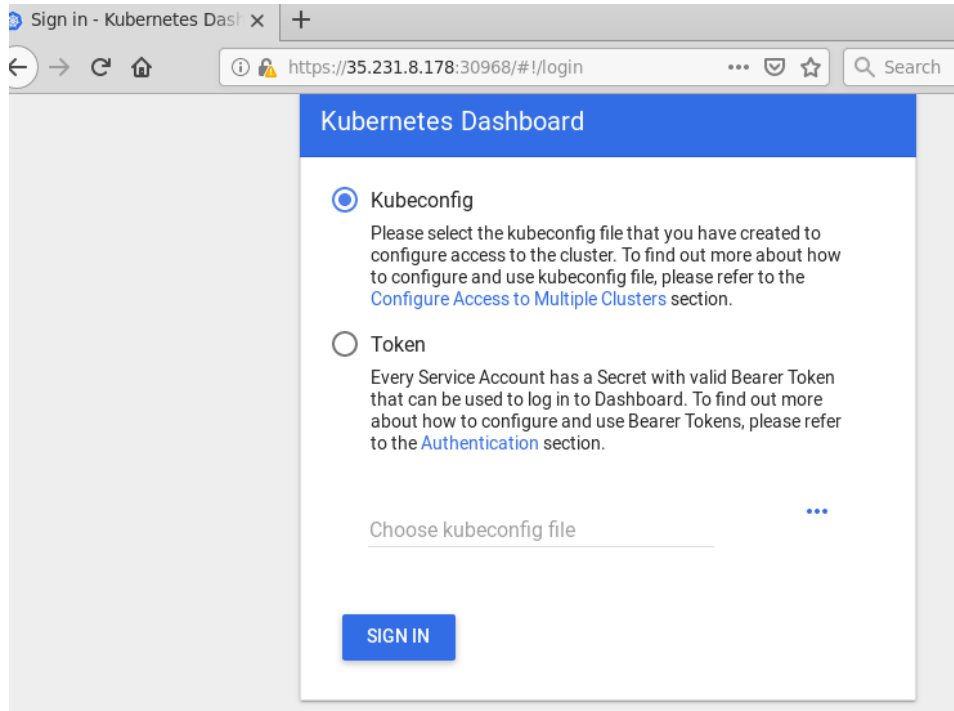 Sign in - Kubernetes Dash
https://35.231.8.178:30968/#!/login
Search
Kubernetes Dashboard
Kubeconfig
Please select the kubeconfig file that you have created to
configure access to the cluster. To find out more about how
to configure and use kubeconfig file, please refer to the
Configure Access to Multiple Clusters section.
Token
Every Service Account has a Secret with valid Bearer Token
that can be used to log in to Dashboard. To find out more
about how to configure and use Bearer Tokens, please refer
to the Authentication section.
Choose kubeconfig file
SIGN IN